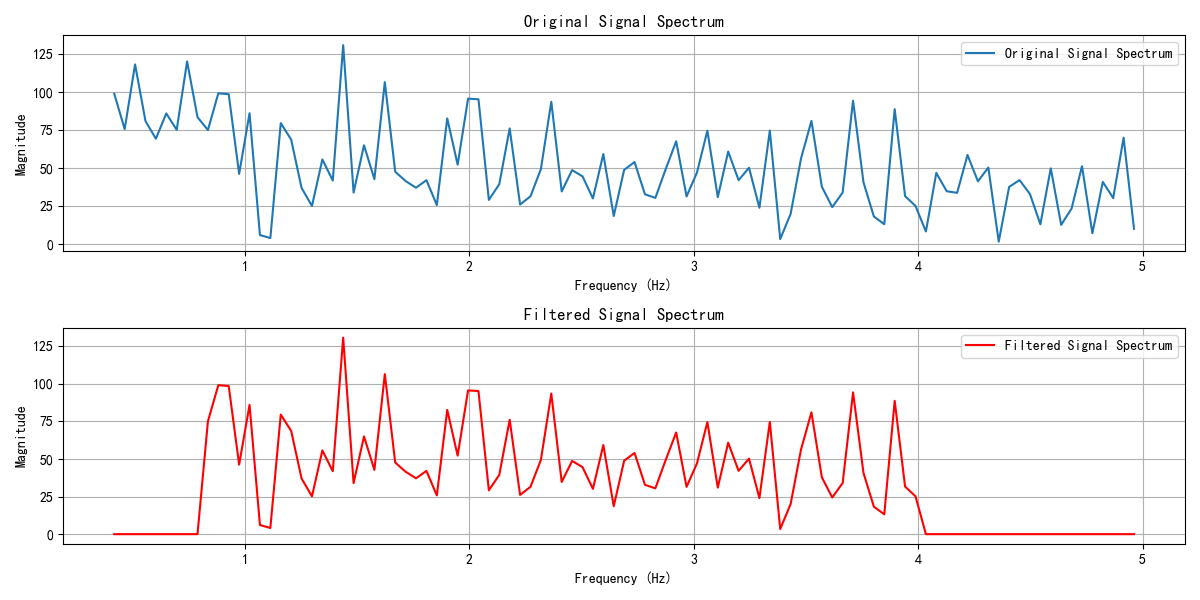 Original Signal Spectrum
Original Signal Spectrum
Magnitude
125
100
75
50
25
0
1
2
3
4
5
Frequency (Hz)
Filtered Signal Spectrum
Filtered Signal Spectrum
Magnitude
125
100
75
50
25
0
1
2
3
4
5
Frequency (Hz)